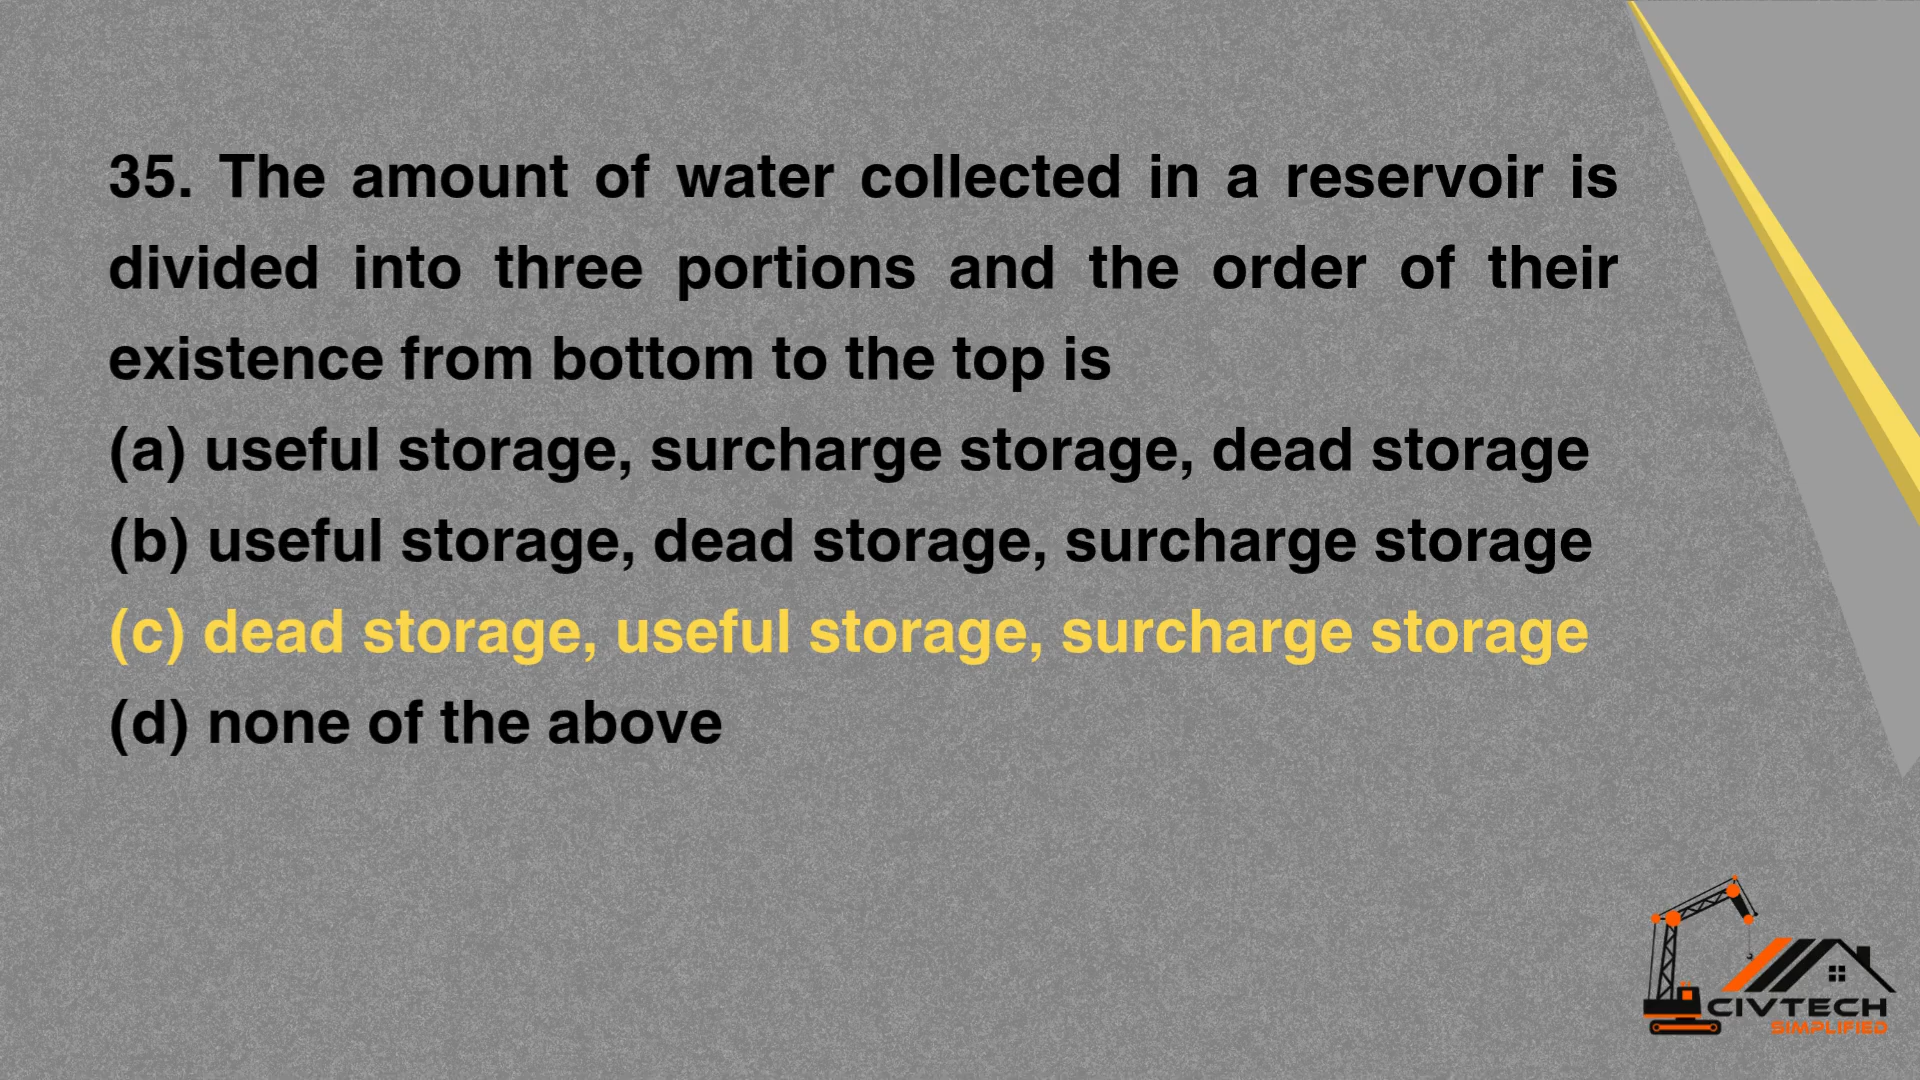 35. The amount of water collected in a reservoir is
divided into three portions and the order of their
existence from bottom to the top is
(a) useful storage, surcharge storage, dead storage
(b) useful storage, dead storage, surcharge storage
(c) dead storage, useful storage, surcharge storage
(d) none of the above
CIVTECH
SIMPLIFIED